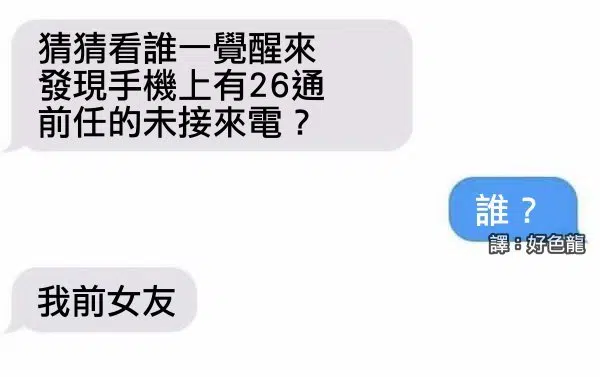 猜猜看誰一覺醒來
發現手機上有26通
前任的未接來電？
誰？
譯：好色龍
我前女友